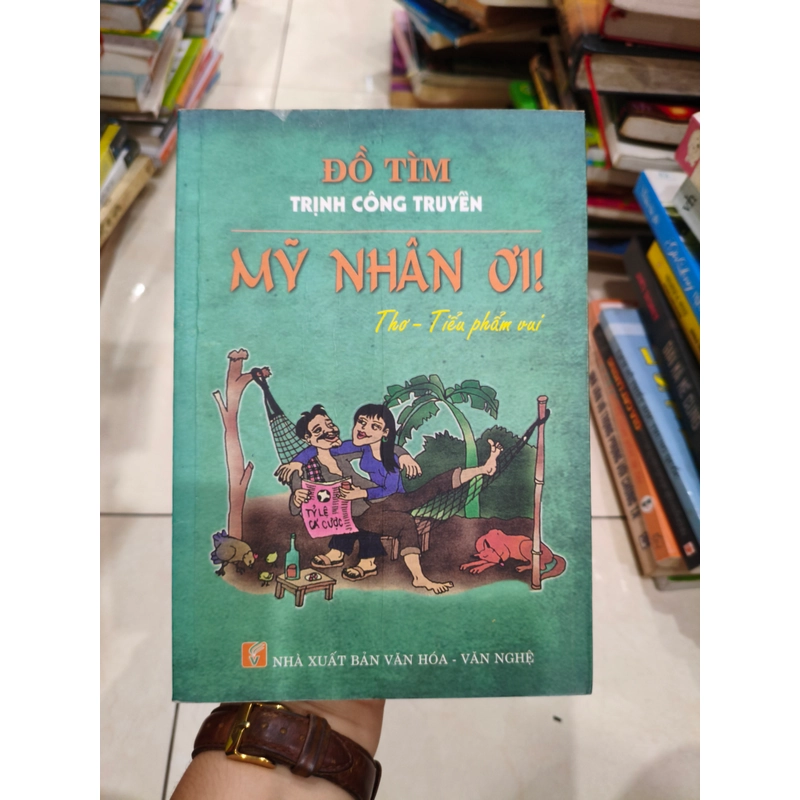 ĐỒ TÌM
TRỊNH CÔNG TRUYỀN
MỸ NHÂN ƠI!
Thơ - Tiểu phẩm vui
TỶ LỆ
CÁ CƯỢC
NHÀ XUẤT BẢN VĂN HÓA - VĂN NGHỆ